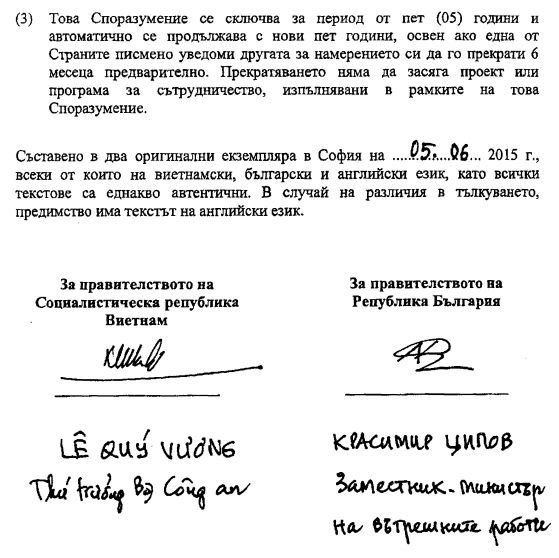 (3) Това Споразумение се сключва за период от пет (05) години и
автоматично се продължава с нови пет години, освен ако една от
Страните писмено уведоми другата за намерението си да го прекрати 6
месеца предварително. Прекратяването няма да засяга проект или
програма за сътрудничество, изпълнявани в рамките на това
Споразумение.
Съставено в два оригинални екземпляра в София на ......05.06... 2015 г.,
всеки от които на виетнамски, български и английски език, като всички
текстове са еднакво автентични. В случай на различия в тълкуването,
предимство има текстът на английски език.
За правителството на
Социалистическа република
Виетнам
LÊ QUÝ VƯƠNG
Thứ trưởng Bộ Công an
За правителството на
Република България
КРАСИМИР ЦИПОВ
Заместник-министър
на вътрешните работи